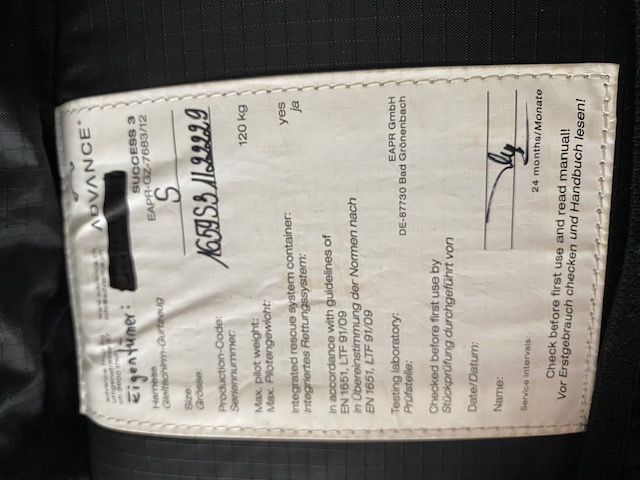 ADVANCE
Eigentümer:
Harness SUCCESS 3
Gleitschirm-Gurtzeug EAPR-GZ-7683/12
Size: S
Grösse:
Production-Code:
Seriennummer:
Max. pilot weight: 120 kg
Max. Pilotengewicht:
Integrated rescue system container: yes
Integriertes Rettungssystem: ja
In accordance with guidelines of
EN 1651, LTF 91/09
In Übereinstimmung der Normen nach
EN 1651, LTF 91/09
Testing laboratory: EAPR GmbH
Prüfstelle: DE-87730 Bad Grönenbach
Checked before first use by
Stückprüfung durchgeführt von
Date/Datum:
Name:
Service intervals: 24 months/Monate
Check before first use and read manual!!
Vor Erstgebrauch checken und Handbuch lesen!